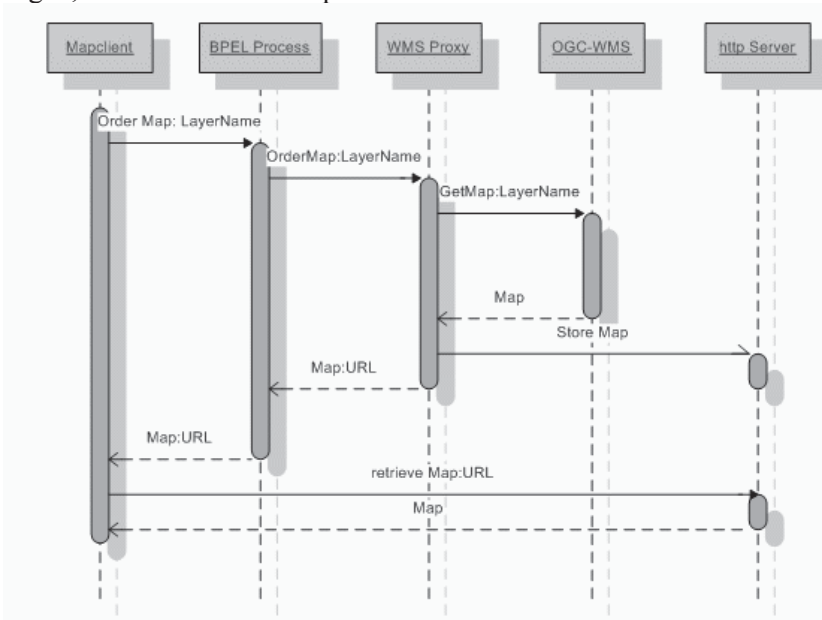 Mapclient
BPEL Process
WMS Proxy
OGC-WMS
http Server
Order Map: LayerName
OrderMap:LayerName
GetMap:LayerName
Map
Store Map
Map:URL
Map:URL
retrieve Map:URL
Map